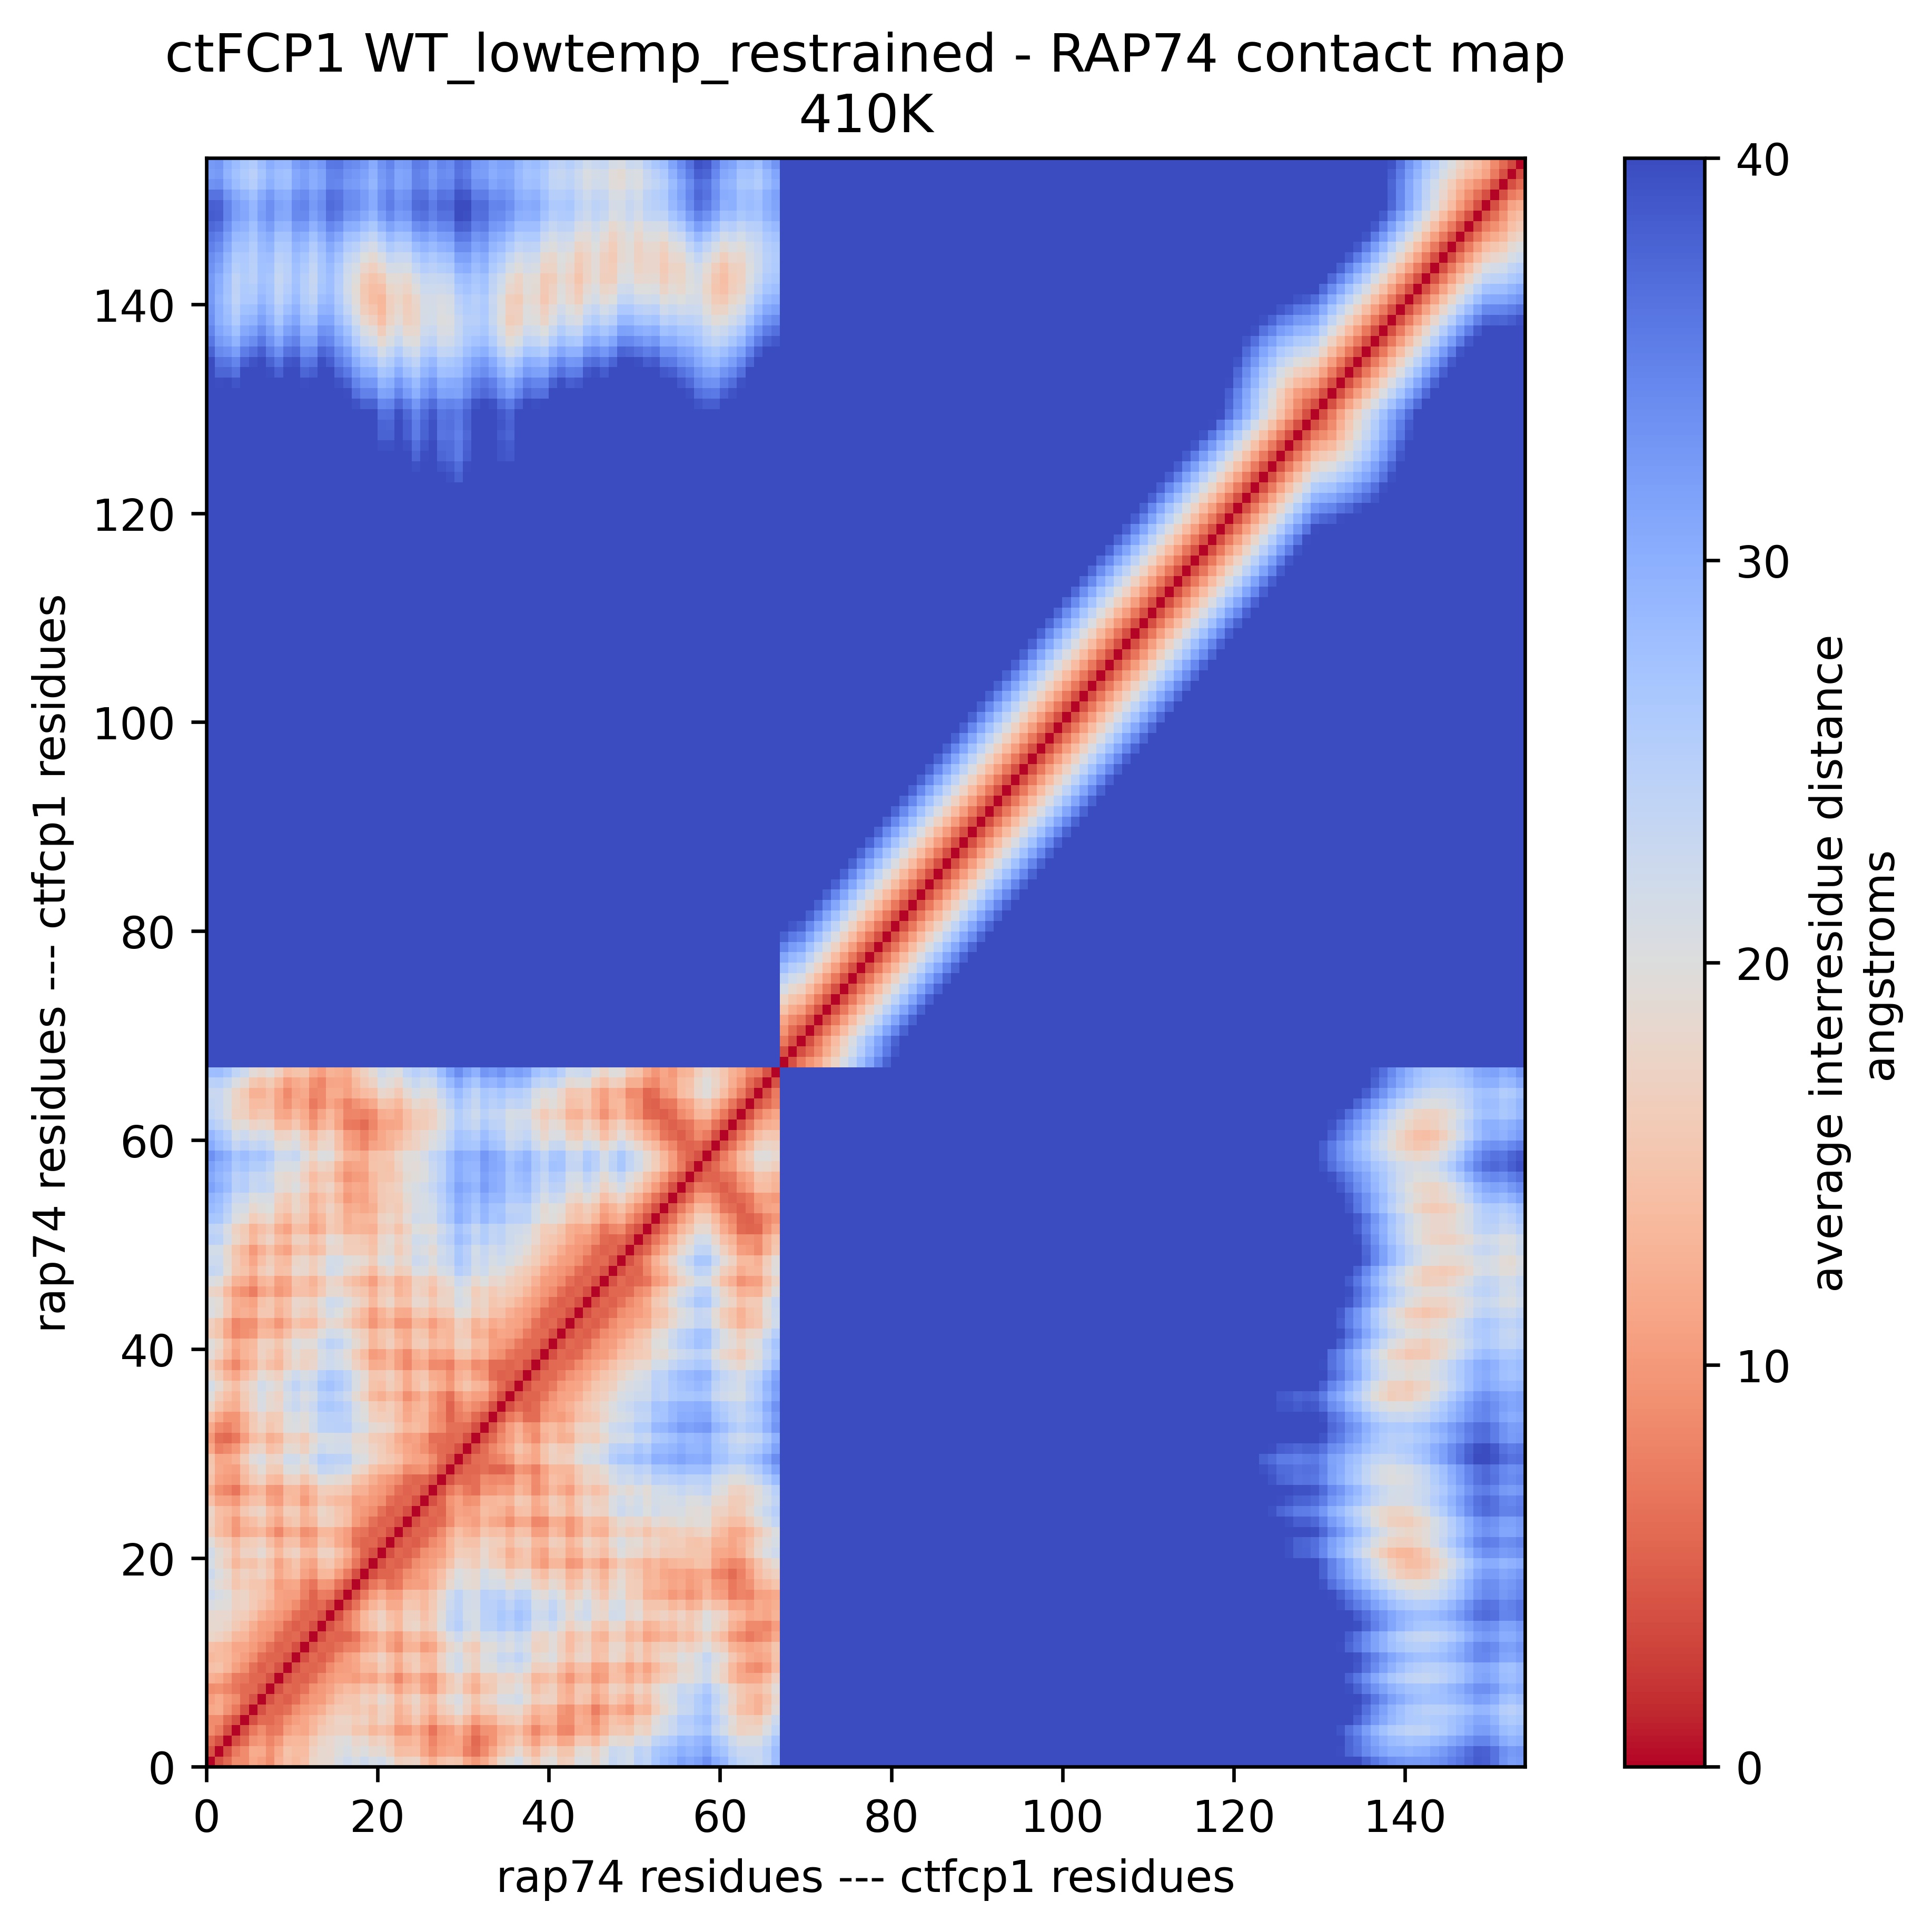 ctFCP1 WT_lowtemp_restrained - RAP74 contact map
410K
rap74 residues --- ctfcp1 residues
140
120
100
80
60
40
20
0
0 20 40 60 80 100 120 140
rap74 residues --- ctfcp1 residues
40
30
20
10
0
average interresidue distance
angstroms